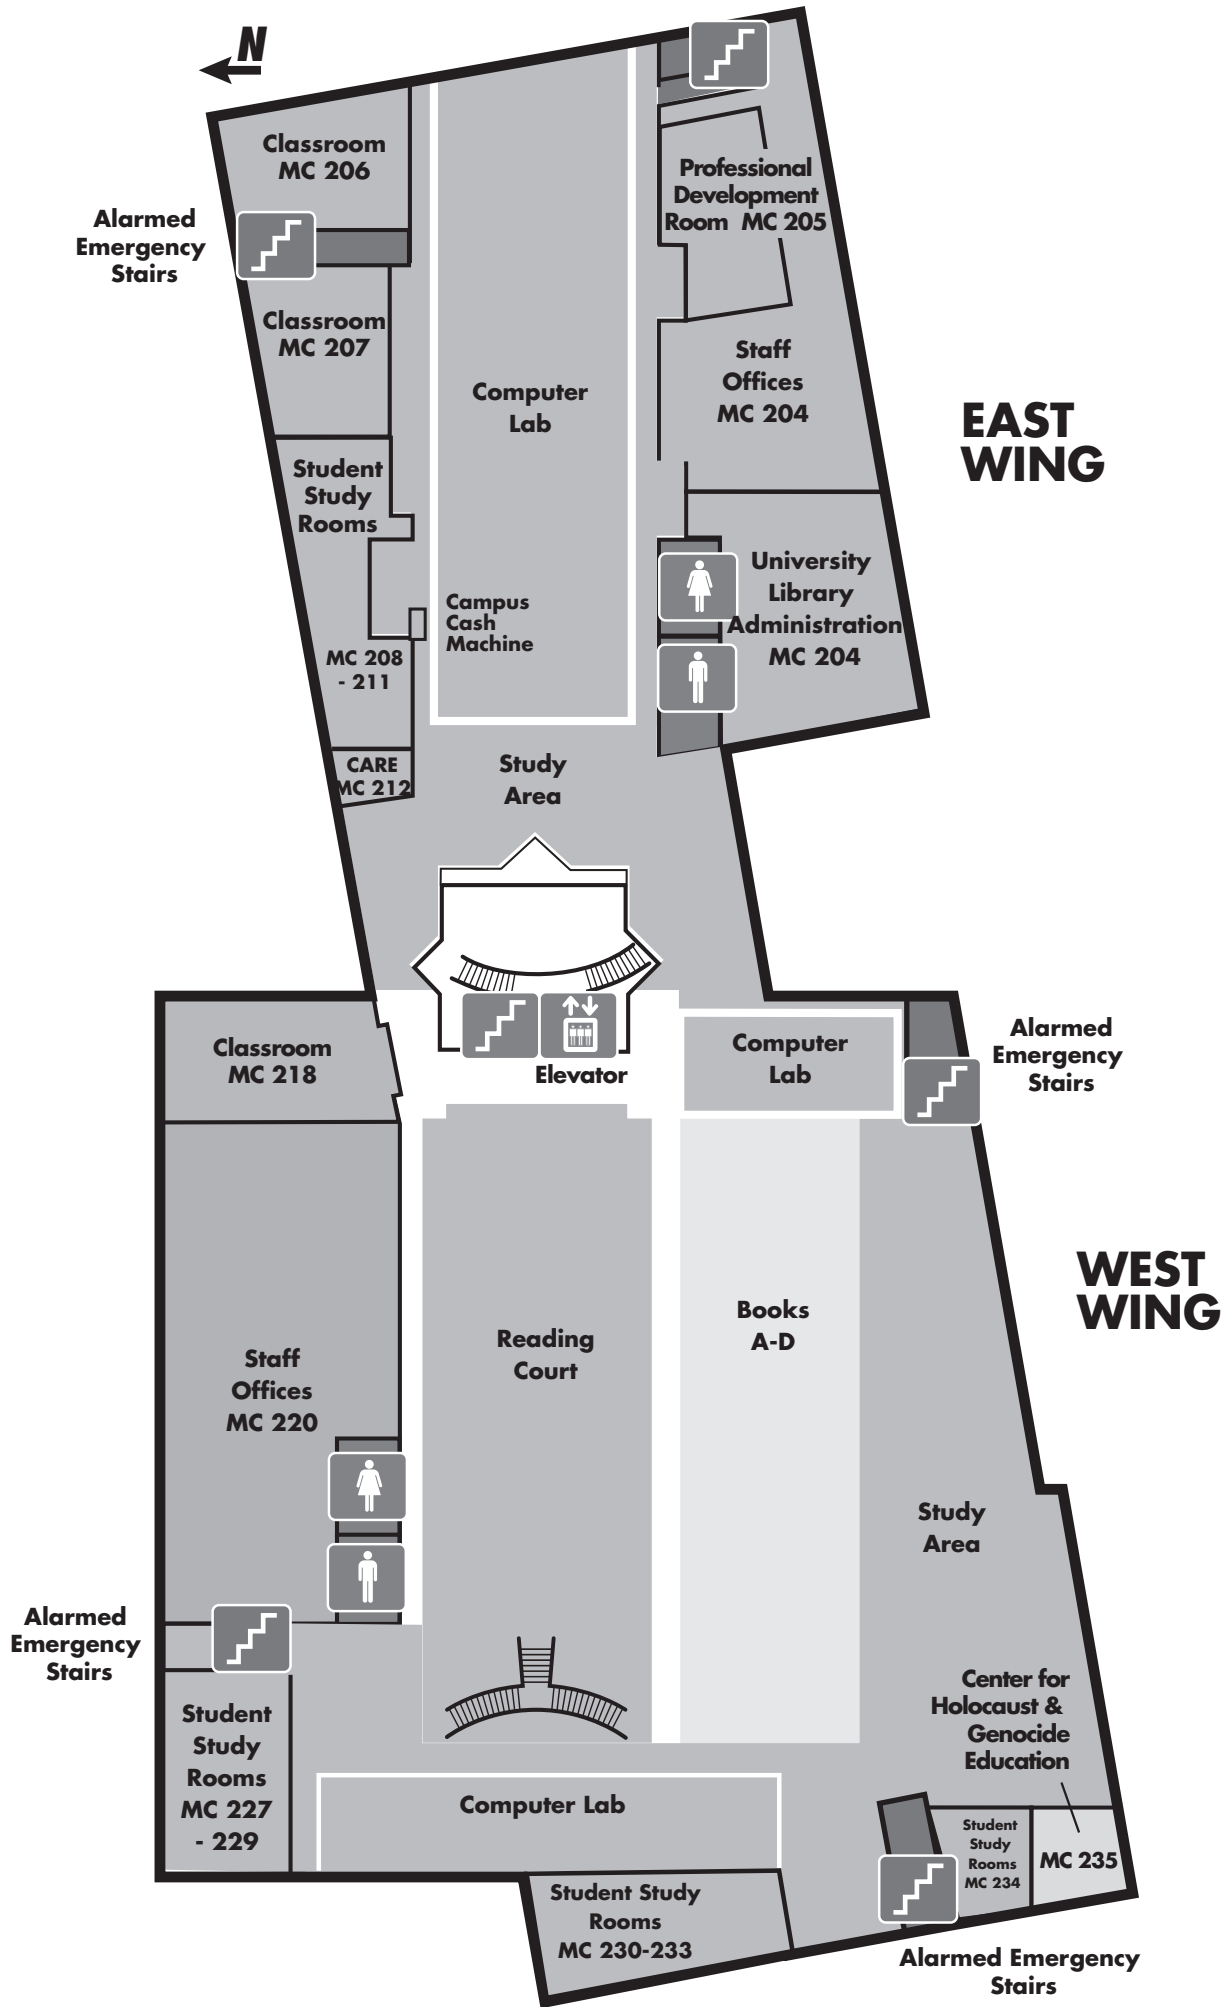 N
Classroom
MC 206
Alarmed
Emergency
Stairs
Professional
Development
Room MC 205
Classroom
MC 207
Staff
Offices
MC 204
Computer
Lab
EAST
WING
Student
Study
Rooms
University
Library
Administration
MC 204
Campus
Cash
Machine
MC 208
- 211
CARE
MC 212
Study
Area
Classroom
MC 218
Elevator
Computer
Lab
Alarmed
Emergency
Stairs
WEST
WING
Books
A-D
Reading
Court
Staff
Offices
MC 220
Study
Area
Alarmed
Emergency
Stairs
Center for
Holocaust &
Genocide
Education
Student
Study
Rooms
MC 227
- 229
Computer Lab
Student
Study
Rooms
MC 234
MC 235
Student Study
Rooms
MC 230-233
Alarmed Emergency
Stairs